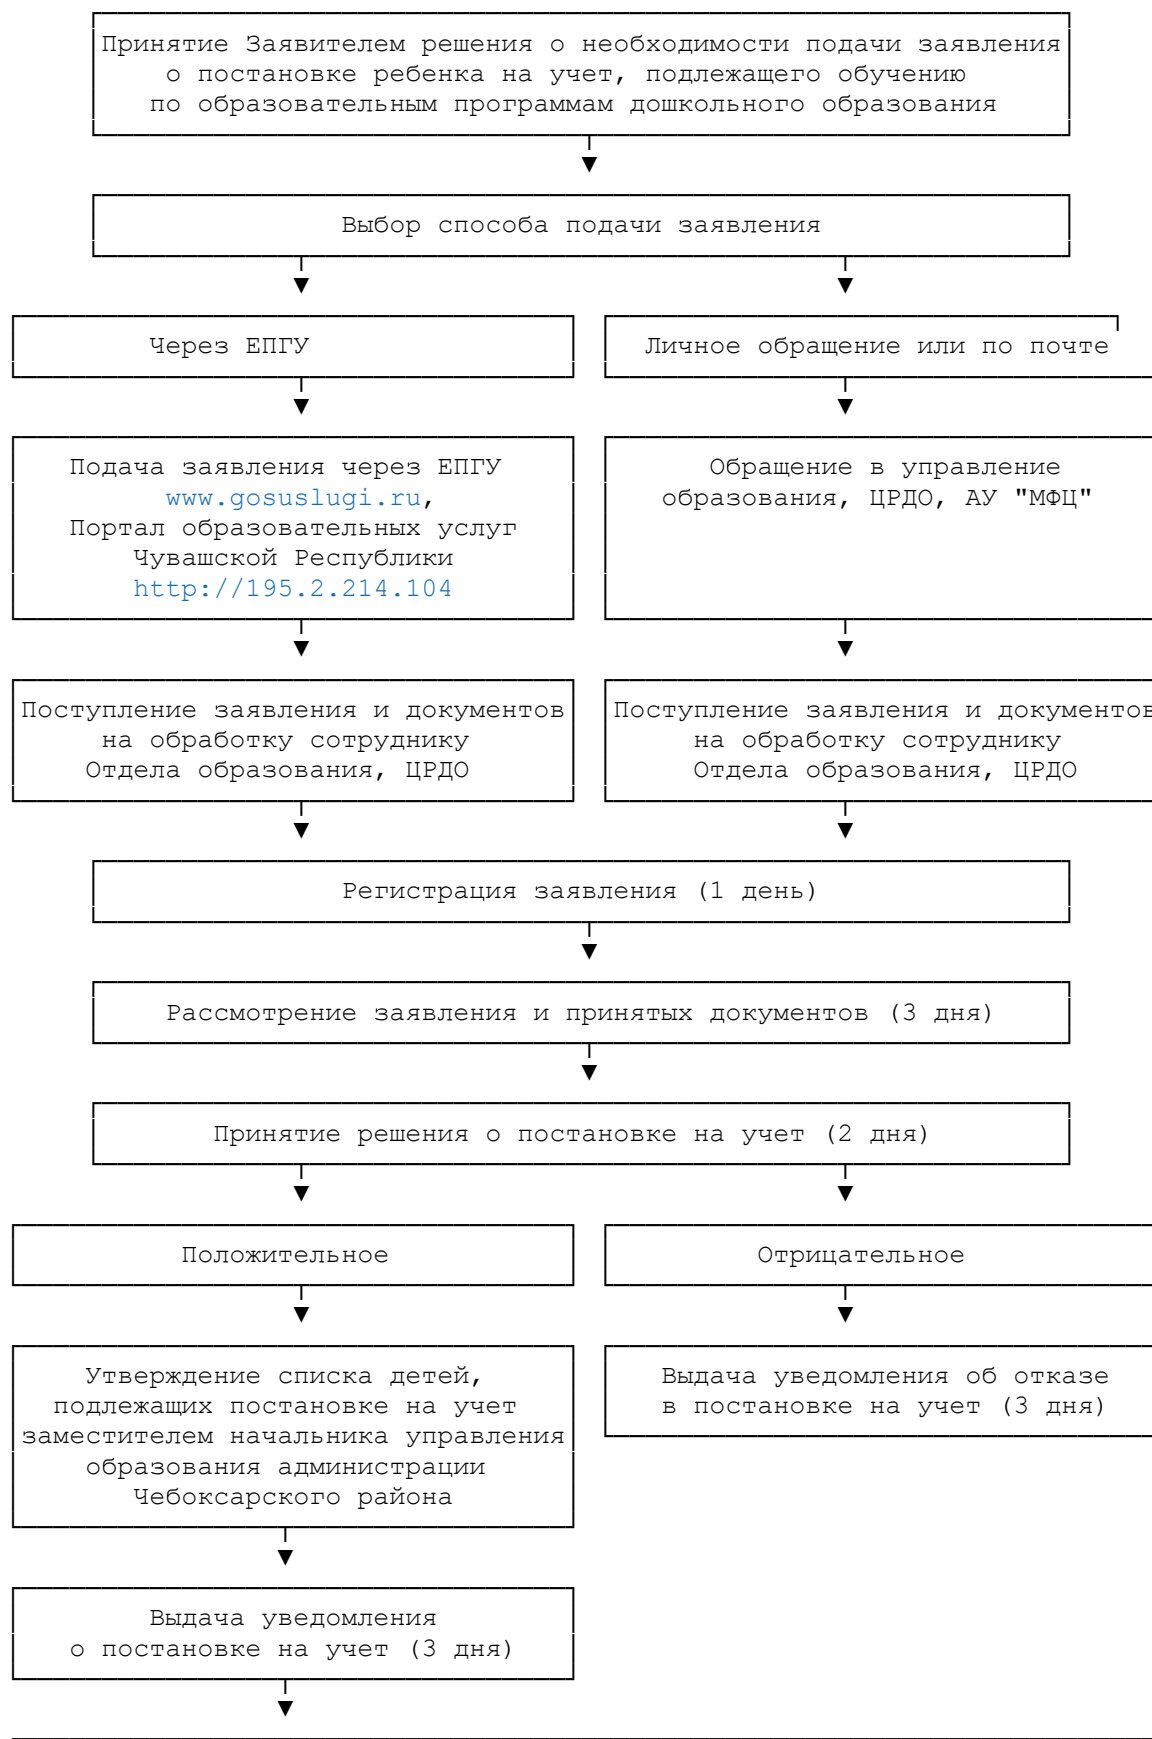 Принятие Заявителем решения о необходимости подачи заявления
о постановке ребенка на учет, подлежащего обучению
по образовательным программам дошкольного образования
Выбор способа подачи заявления
Через ЕПГУ
Личное обращение или по почте
Подача заявления через ЕПГУ
www.gosuslugi.ru,
Портал образовательных услуг
Чувашской Республики
http://195.2.214.104
Обращение в управление
образования, ЦРДО, АУ "МФЦ"
Поступление заявления и документов
на обработку сотруднику
Отдела образования, ЦРДО
Поступление заявления и документов
на обработку сотруднику
Отдела образования, ЦРДО
Регистрация заявления (1 день)
Рассмотрение заявления и принятых документов (3 дня)
Принятие решения о постановке на учет (2 дня)
Положительное
Отрицательное
Утверждение списка детей,
подлежащих постановке на учет
заместителем начальника управления
образования администрации
Чебоксарского района
Выдача уведомления об отказе
в постановке на учет (3 дня)
Выдача уведомления
о постановке на учет (3 дня)